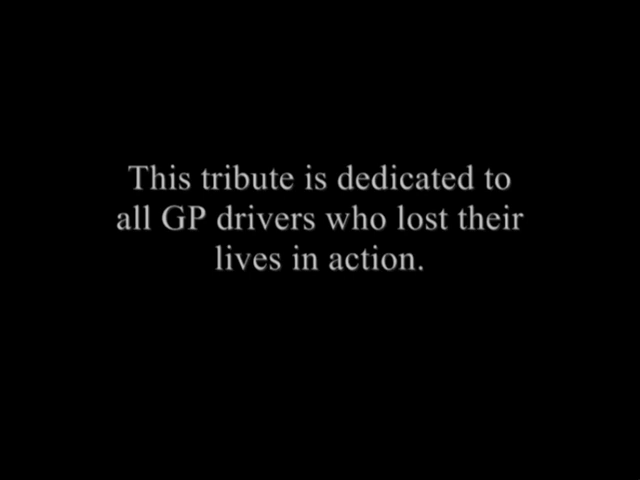 This tribute is dedicated to
all GP drivers who lost their
lives in action.